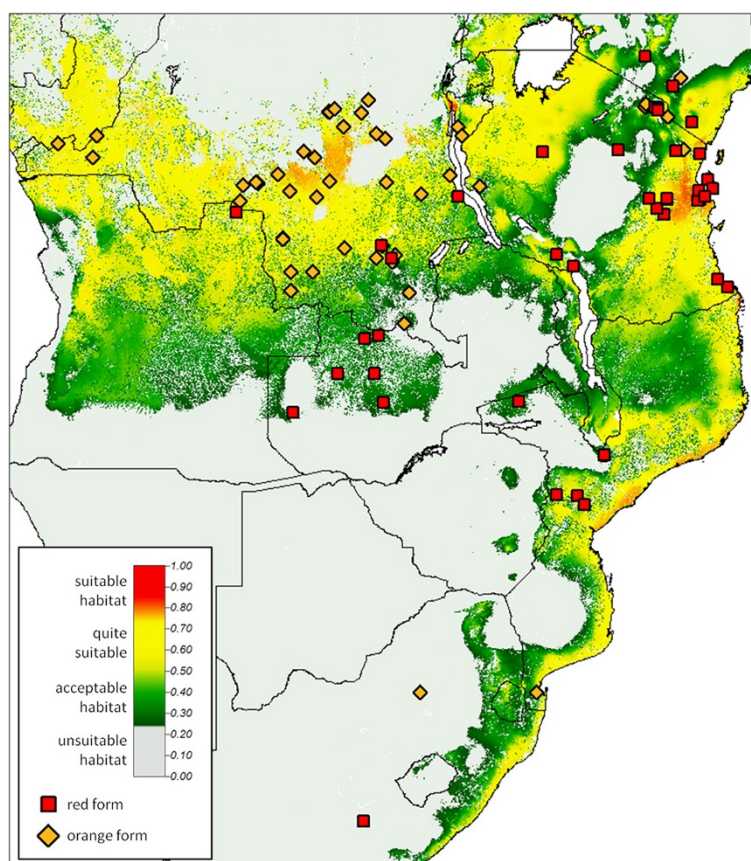 suitable
habitat
quite
suitable
acceptable
habitat
unsuitable
habitat
1.00
0.90
0.80
0.70
0.60
0.50
0.40
0.30
0.20
0.10
0.00
red form
orange form